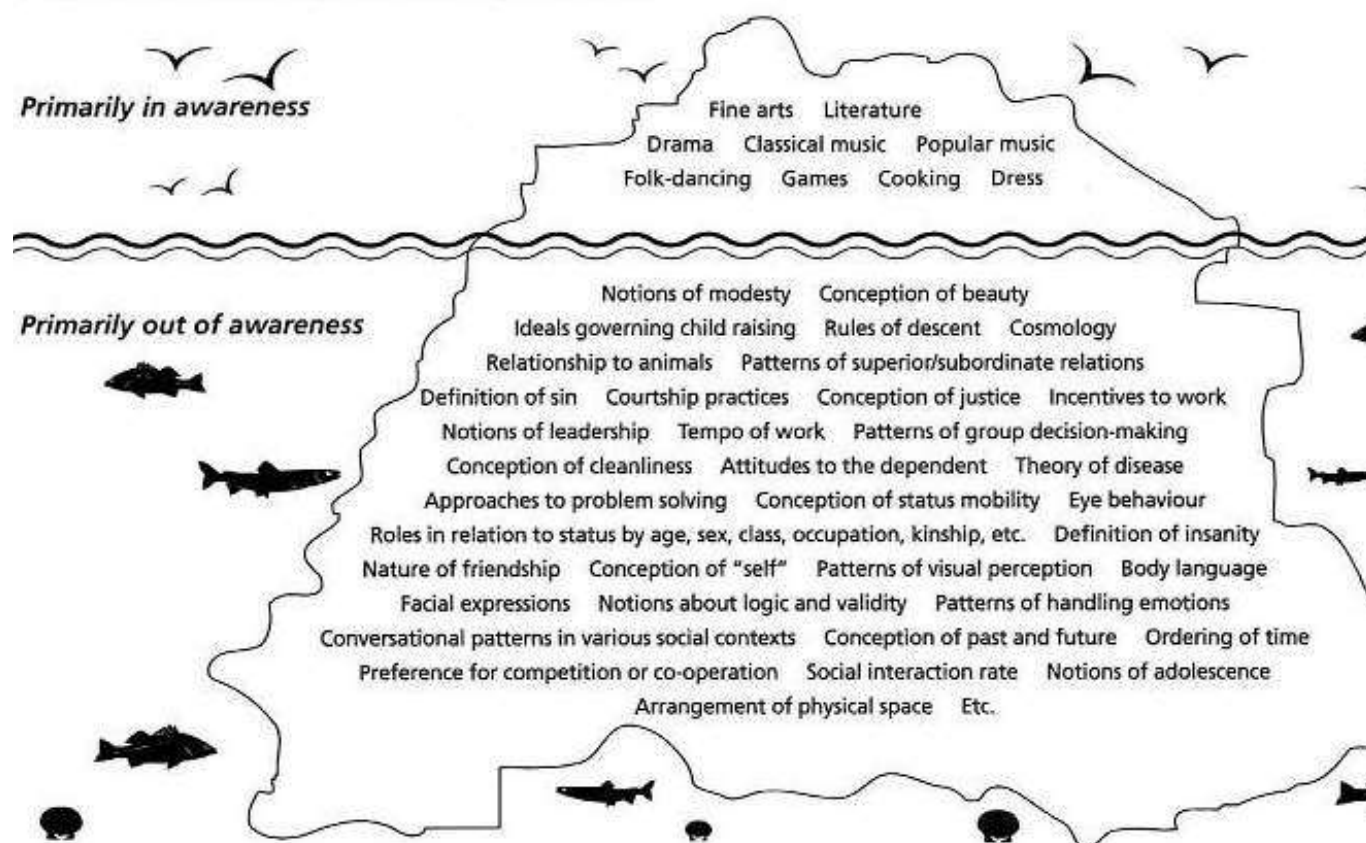 Primarily in awareness
Fine arts Literature
Drama Classical music Popular music
Folk-dancing Games Cooking Dress
Primarily out of awareness
Notions of modesty Conception of beauty
Ideals governing child raising Rules of descent Cosmology
Relationship to animals Patterns of superior/subordinate relations
Definition of sin Courtship practices Conception of justice Incentives to work
Notions of leadership Tempo of work Patterns of group decision-making
Conception of cleanliness Attitudes to the dependent Theory of disease
Approaches to problem solving Conception of status mobility Eye behaviour
Roles in relation to status by age, sex, class, occupation, kinship, etc. Definition of insanity
Nature of friendship Conception of "self" Patterns of visual perception Body language
Facial expressions Notions about logic and validity Patterns of handling emotions
Conversational patterns in various social contexts Conception of past and future Ordering of time
Preference for competition or co-operation Social interaction rate Notions of adolescence
Arrangement of physical space Etc.